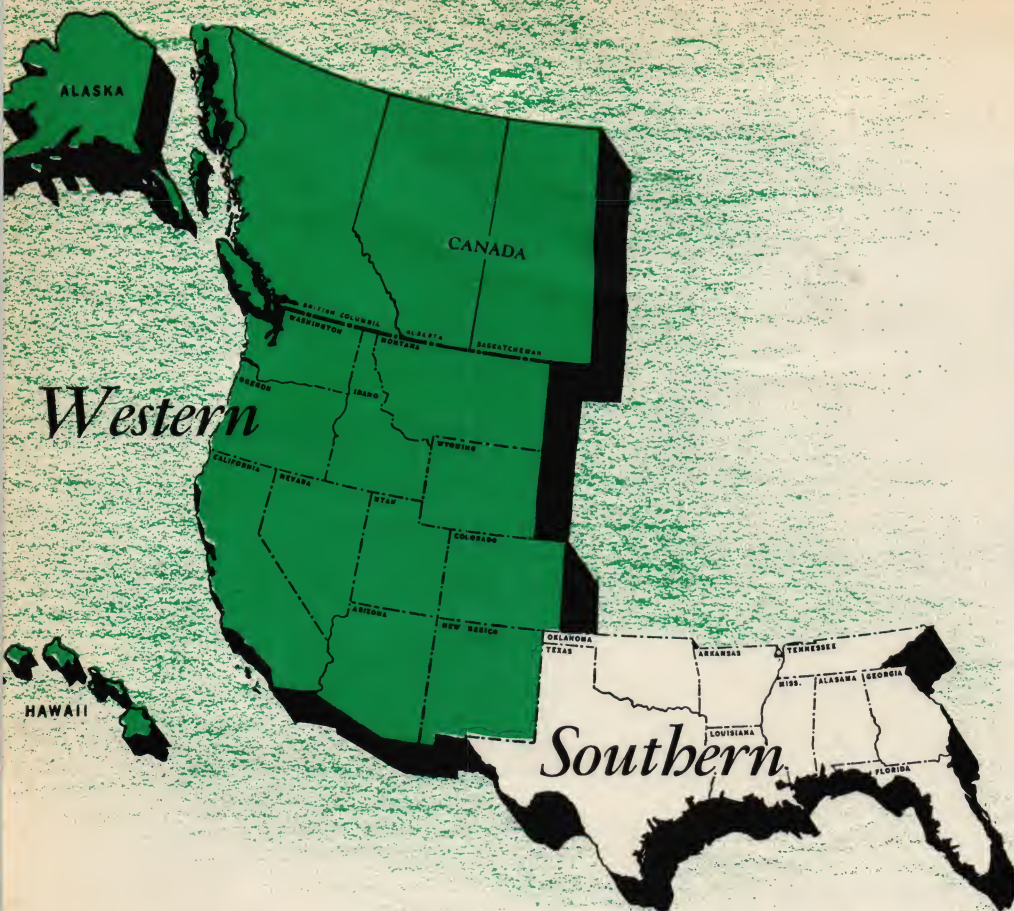 ALASKA
CANADA
BRITISH COLUMBIA
ALBERTA
SASKATCHEWAN
WASHINGTON
MONTANA
Western
OREGON
IDAHO
WYOMING
CALIFORNIA
NEVADA
UTAH
COLORADO
ARIZONA
NEW MEXICO
HAWAII
OKLAHOMA
TEXAS
ARKANSAS
TENNESSEE
MISS.
ALABAMA
GEORGIA
LOUISIANA
Southern
FLORIDA